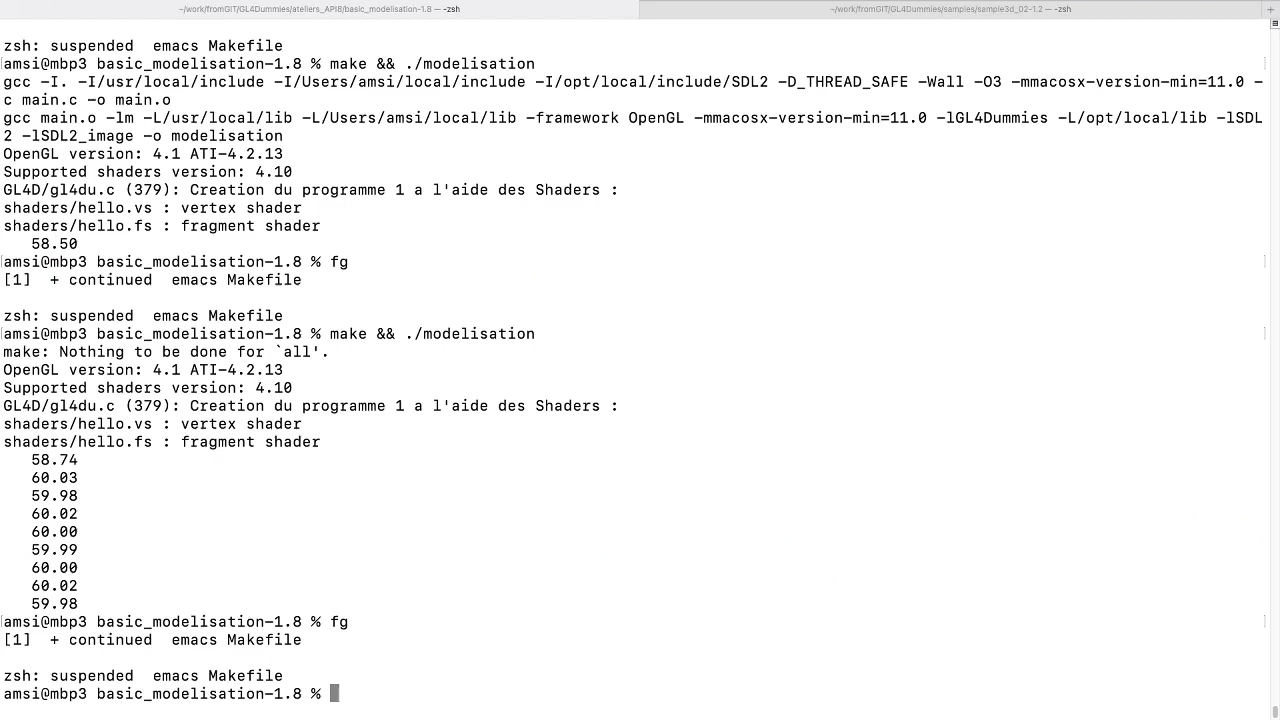 ~/work/fromGIT/GL4Dummies/ateliers_API8/basic_modelisation-1.8 — -zsh
~/work/fromGIT/GL4Dummies/samples/sample3d_02-1.2 — -zsh
zsh: suspended  emacs Makefile
amsi@mbp3 basic_modelisation-1.8 % make && ./modelisation
gcc -I. -I/usr/local/include -I/Users/amsi/local/include -I/opt/local/include/SDL2 -D_THREAD_SAFE -Wall -O3 -mmacosx-version-min=11.0 -
c main.c -o main.o
gcc main.o -lm -L/usr/local/lib -L/Users/amsi/local/lib -framework OpenGL -mmacosx-version-min=11.0 -lGL4Dummies -L/opt/local/lib -lSDL
2 -lSDL2_image -o modelisation
OpenGL version: 4.1 ATI-4.2.13
Supported shaders version: 4.10
GL4D/gl4du.c (379): Creation du programme 1 a l'aide des Shaders :
shaders/hello.vs : vertex shader
shaders/hello.fs : fragment shader
58.50
amsi@mbp3 basic_modelisation-1.8 % fg
[1]  + continued  emacs Makefile
zsh: suspended  emacs Makefile
amsi@mbp3 basic_modelisation-1.8 % make && ./modelisation
make: Nothing to be done for `all'.
OpenGL version: 4.1 ATI-4.2.13
Supported shaders version: 4.10
GL4D/gl4du.c (379): Creation du programme 1 a l'aide des Shaders :
shaders/hello.vs : vertex shader
shaders/hello.fs : fragment shader
58.74
60.03
59.98
60.02
60.00
59.99
60.00
60.02
59.98
amsi@mbp3 basic_modelisation-1.8 % fg
[1]  + continued  emacs Makefile
zsh: suspended  emacs Makefile
amsi@mbp3 basic_modelisation-1.8 %